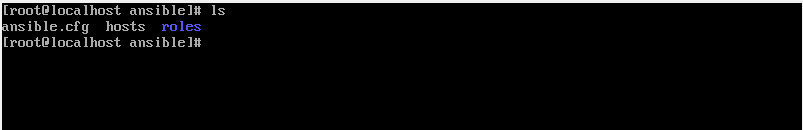 [root@localhost ansible]# ls
ansible.cfg  hosts  roles
[root@localhost ansible]#